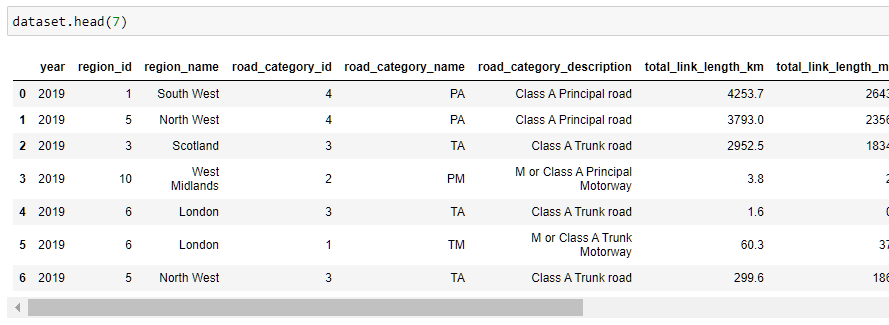 dataset.head(7)
year region_id region_name road_category_id road_category_name road_category_description total_link_length_km total_link_length_m
0 2019 1 South West 4 PA Class A Principal road 4253.7 2643
1 2019 5 North West 4 PA Class A Principal road 3793.0 2356
2 2019 3 Scotland 3 TA Class A Trunk road 2952.5 1834
3 2019 10 West Midlands 2 PM M or Class A Principal Motorway 3.8 2
4 2019 6 London 3 TA Class A Trunk road 1.6 0
5 2019 6 London 1 TM M or Class A Trunk Motorway 60.3 37
6 2019 5 North West 3 TA Class A Trunk road 299.6 186